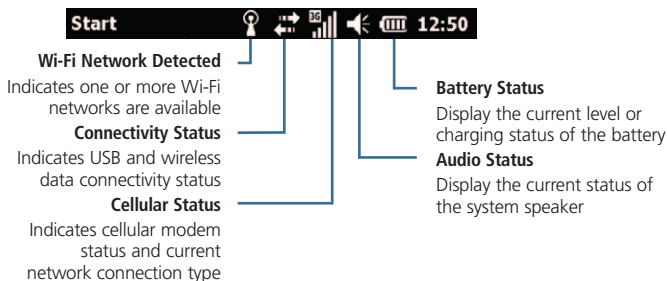 Start 3G 12:50
Wi-Fi Network Detected
Indicates one or more Wi-Fi
networks are available
Connectivity Status
Indicates USB and wireless
data connectivity status
Cellular Status
Indicates cellular modem
status and current
network connection type
Battery Status
Display the current level or
charging status of the battery
Audio Status
Display the current status of
the system speaker